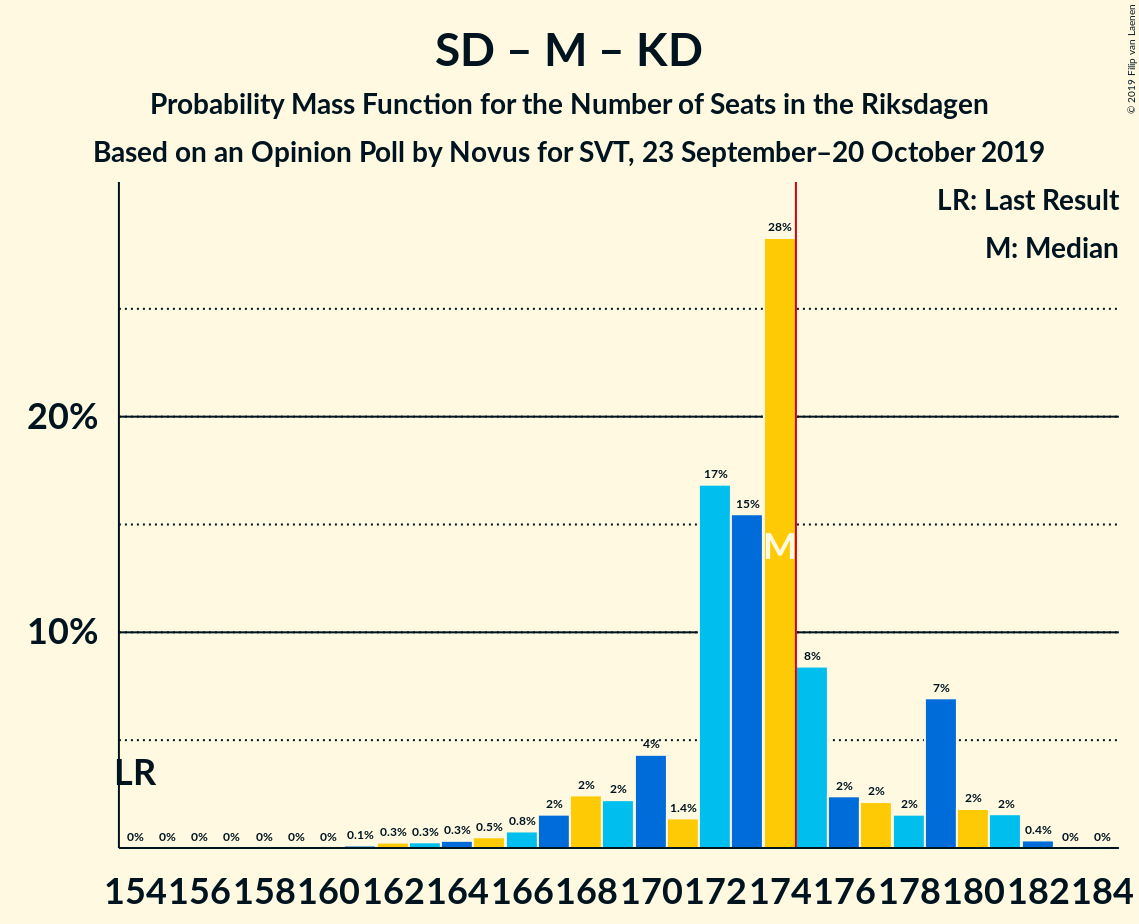 SD – M – KD
Probability Mass Function for the Number of Seats in the Riksdagen
Based on an Opinion Poll by Novus for SVT, 23 September–20 October 2019
© 2019 Filip van Laenen
LR: Last Result
M: Median
20%
10%
LR
M
0% 0% 0% 0% 0% 0% 0% 0.1% 0.3% 0.3% 0.3% 0.5% 0.8% 2% 2% 2% 4% 1.4% 17% 15% 28% 8% 2% 2% 2% 7% 2% 2% 0.4% 0% 0%
154 156 158 160 162 164 166 168 170 172 174 176 178 180 182 184